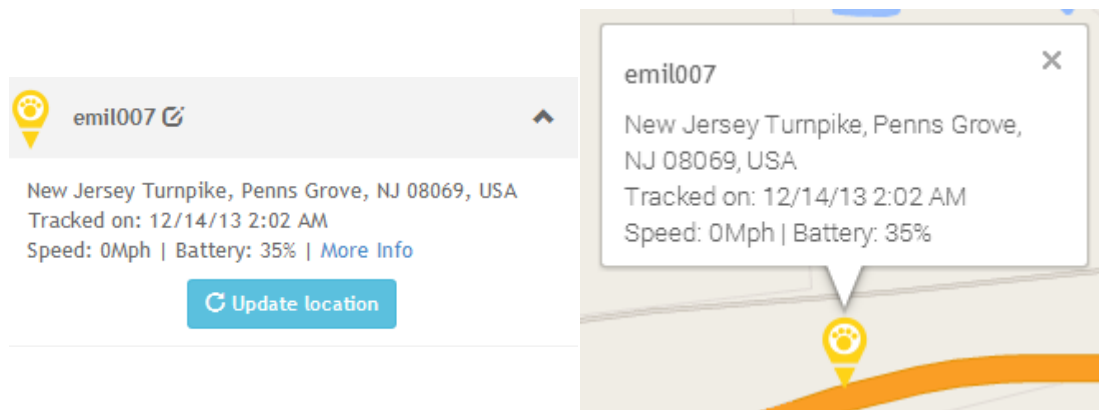 emil007
New Jersey Turnpike, Penns Grove, NJ 08069, USA
Tracked on: 12/14/13 2:02 AM
Speed: 0Mph | Battery: 35% | More Info
Update location
emil007
New Jersey Turnpike, Penns Grove,
NJ 08069, USA
Tracked on: 12/14/13 2:02 AM
Speed: 0Mph | Battery: 35%